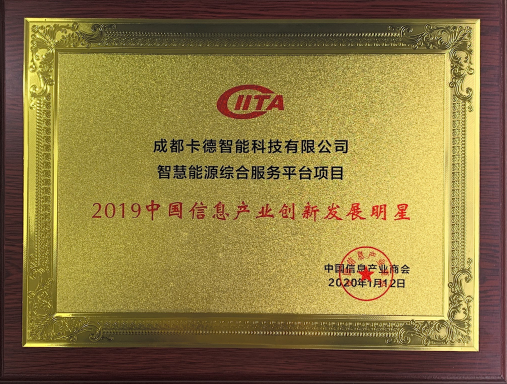 CIITA
成都卡德智能科技有限公司
智慧能源综合服务平台项目
2019中国信息产业创新发展明星
中国信息产业商会
2020年1月12日